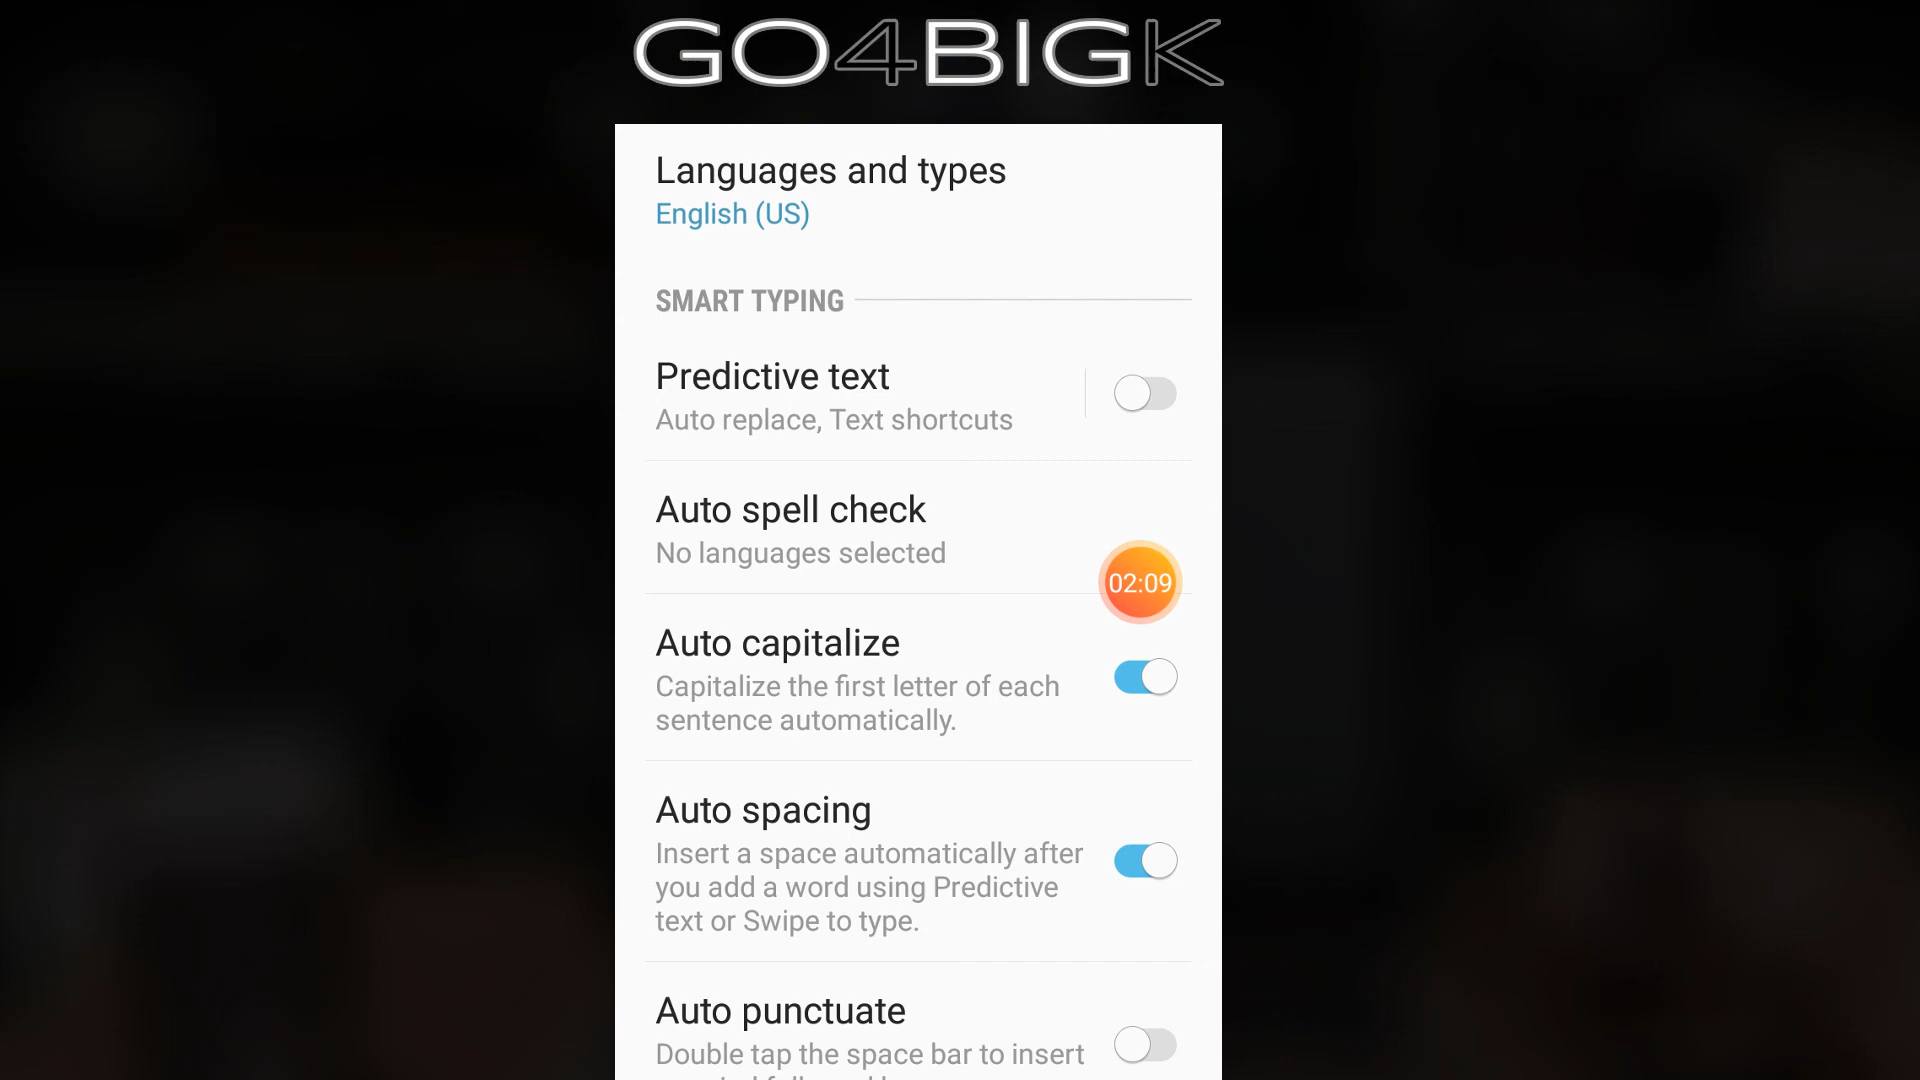 GO4BIGK
Languages and types
English (US)
SMART TYPING
Predictive text
Auto replace, Text shortcuts
Auto spell check
No languages selected
02:09
Auto capitalize
Capitalize the first letter of each
sentence automatically.
Auto spacing
Insert a space automatically after
you add a word using Predictive
text or Swipe to type.
Auto punctuate
Double tap the space bar to insert